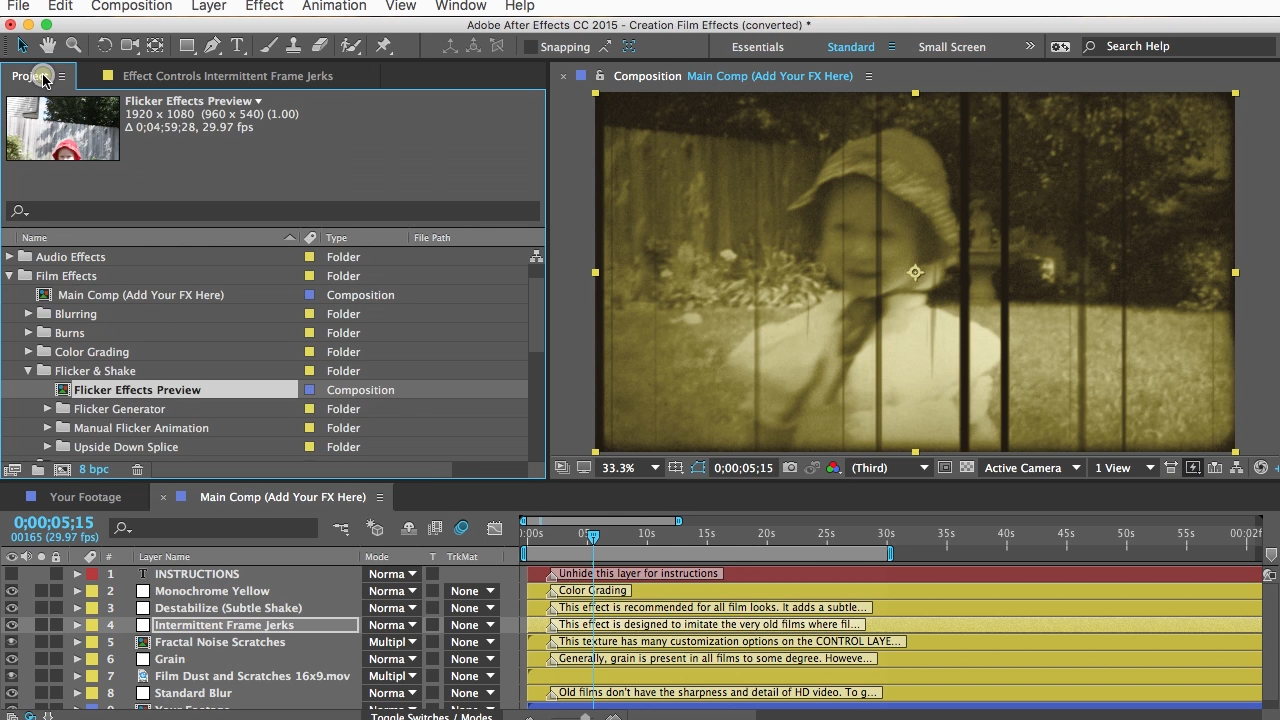 File Edit Composition Layer Effect Animation View Window Help
Adobe After Effects CC 2015 - Creation Film Effects (converted) *
T Snapping Essentials Standard Small Screen » Search Help
Project Effect Controls Intermittent Frame Jerks
× Composition Main Comp (Add Your FX Here)
Flicker Effects Preview
1920 x 1080 (960 x 540) (1.00)
Δ 0;04;59;28, 29.97 fps
Name Type File Path
Audio Effects Folder
Film Effects Folder
Main Comp (Add Your FX Here) Composition
Blurring Folder
Burns Folder
Color Grading Folder
Flicker & Shake Folder
Flicker Effects Preview Composition
Flicker Generator Folder
Manual Flicker Animation Folder
Upside Down Splice Folder
8 bpc
33.3% 0;00;05;15 (Third) Active Camera 1 View
Your Footage × Main Comp (Add Your FX Here)
0;00;05;15
00165 (29.97 fps)
):00s 10s 15s 20s 25s 30s 35s 40s 45s 50s 55s 00:02f
# Layer Name Mode T TrkMat
1 T INSTRUCTIONS Norma Unhide this layer for instructions
2 Monochrome Yellow Norma None Color Grading
3 Destabilize (Subtle Shake) Norma None This effect is recommended for all film looks. It adds a subtle...
4 Intermittent Frame Jerks Norma None This effect is designed to imitate the very old films where fil...
5 Fractal Noise Scratches Multipl None This texture has many customization options on the CONTROL LAYE...
6 Grain Norma None Generally, grain is present in all films to some degree. Howeve...
7 Film Dust and Scratches 16x9.mov Multipl None
8 Standard Blur Norma None Old films don't have the sharpness and detail of HD video. To g...
Toggle Switches / Modes